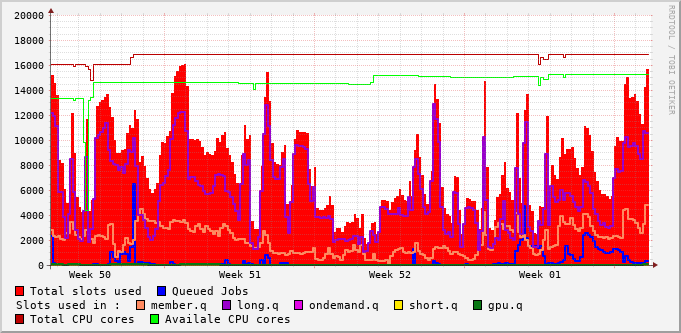 20000
18000
16000
14000
12000
10000
8000
6000
4000
2000
0
Week 50 Week 51 Week 52 Week 01
RRDTOOL / TOBI OETIKER
Total slots used Queued Jobs
Slots used in : member.q long.q ondemand.q short.q gpu.q
Total CPU cores Availale CPU cores